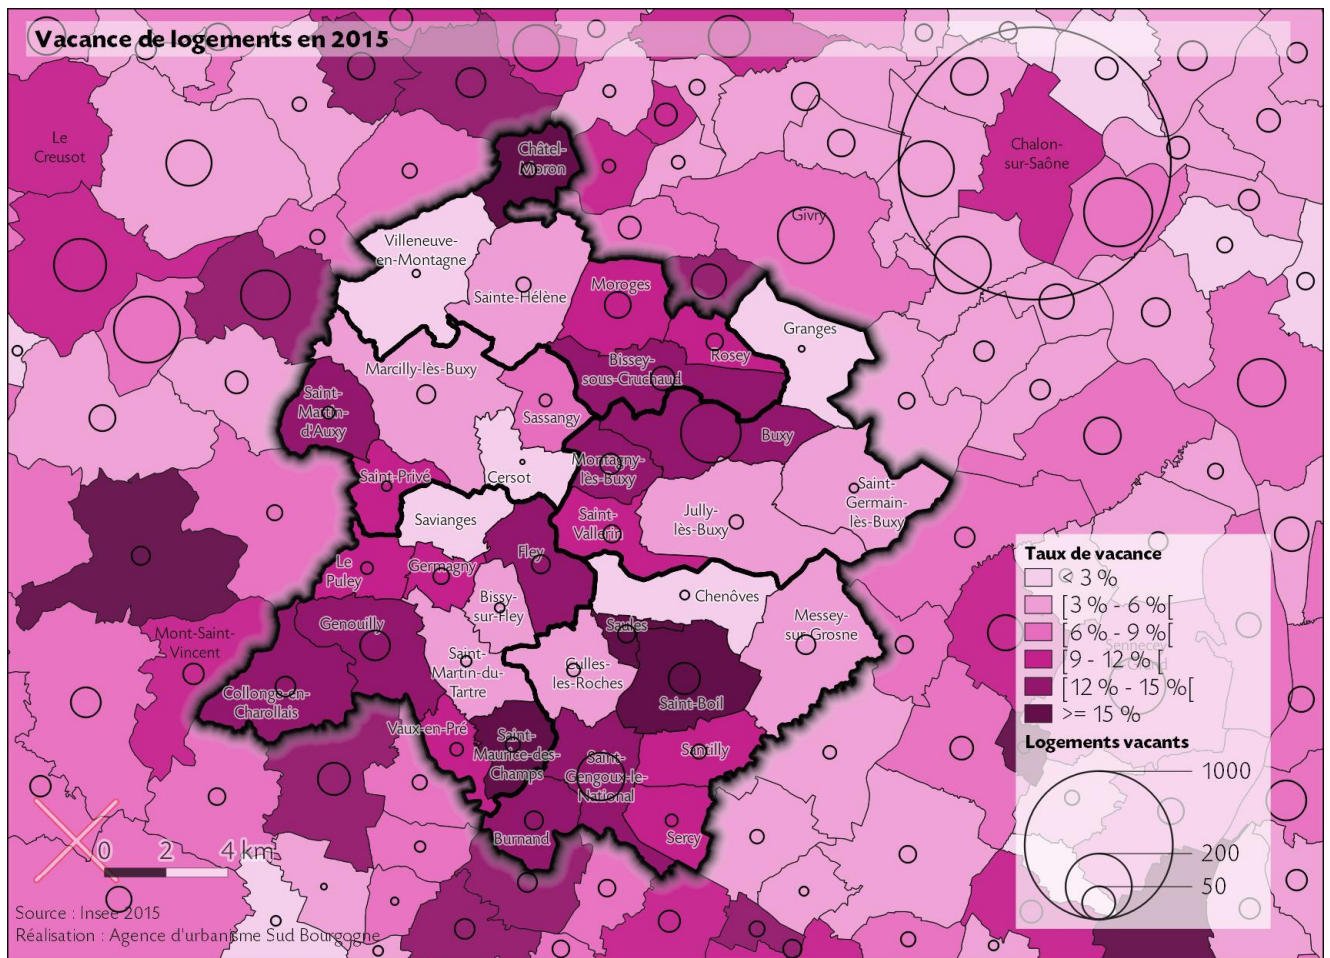 Vacance de logements en 2015
Le
Creusot
Châtel-
Moron
Chalon-
sur-Saône
Givry
Villeneuve-
en-Montagne
Sainte-Hélène
Moroges
Granges
Rosey
Bissey-
sous-Cruchaud
Marcilly-lès-Buxy
Saint-
Martin-
d'Auxy
Sassangy
Buxy
Montagny-
lès-Buxy
Saint-Privé
Cersot
Saint-
Germain-
lès-Buxy
Jully-
lès-Buxy
Saint-
Vallerin
Savianges
Fley
Le
Puley
Germagny
Bissy-
sur-Fley
Chenôves
Messey-
sur-Grosne
Saules
Genouilly
Mont-Saint-
Vincent
Saint-
Martin-du-
Tartre
Culles-
les-Roches
Collonge-en-
Charollais
Saint-Boil
Vaux-en-Pré
Saint-
Maurice-des-
Champs
Saint-
Gengoux-le-
National
Santilly
Burnand
Sercy
Taux de vacance
< 3 %
[3 % - 6 %[
[6 % - 9 %[
[9 - 12 % [
[12 % - 15 %[
>= 15 %
Logements vacants
1000
200
50
0 2 4 km
Source : Insee 2015
Réalisation : Agence d'urbanisme Sud Bourgogne